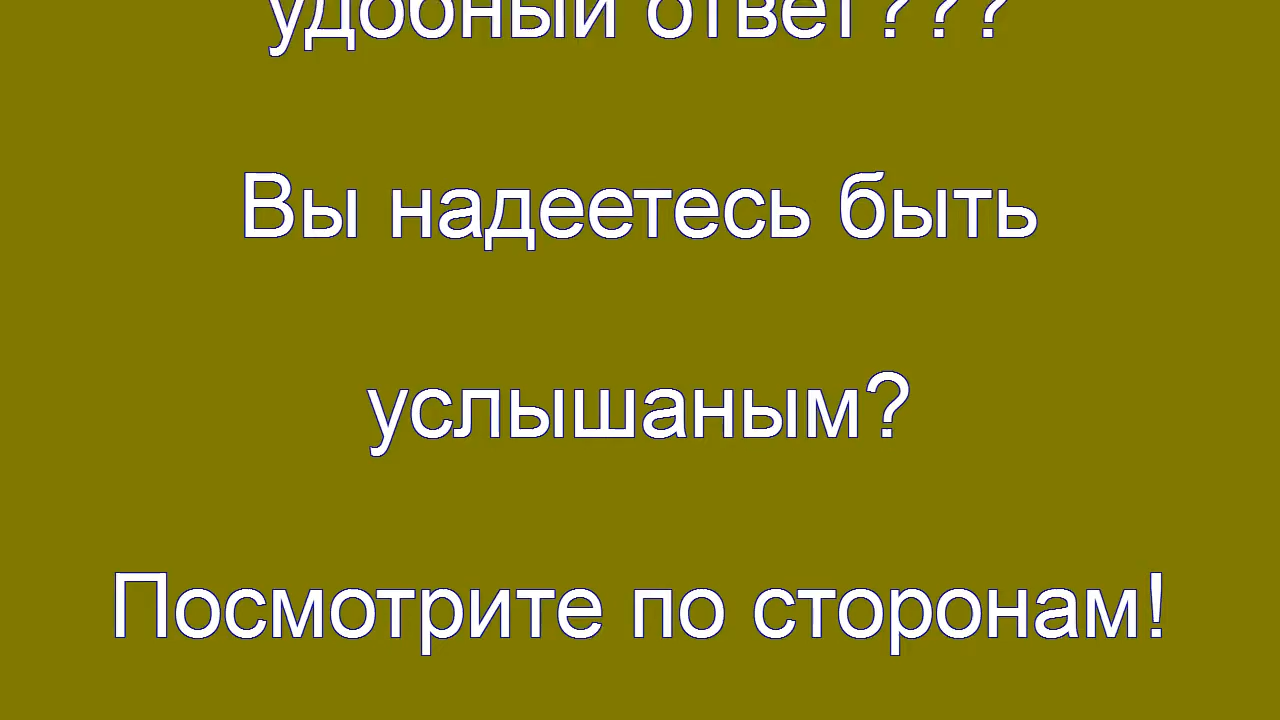 удобный ответ???
Вы надеетесь быть
услышаным?
Посмотрите по сторонам!